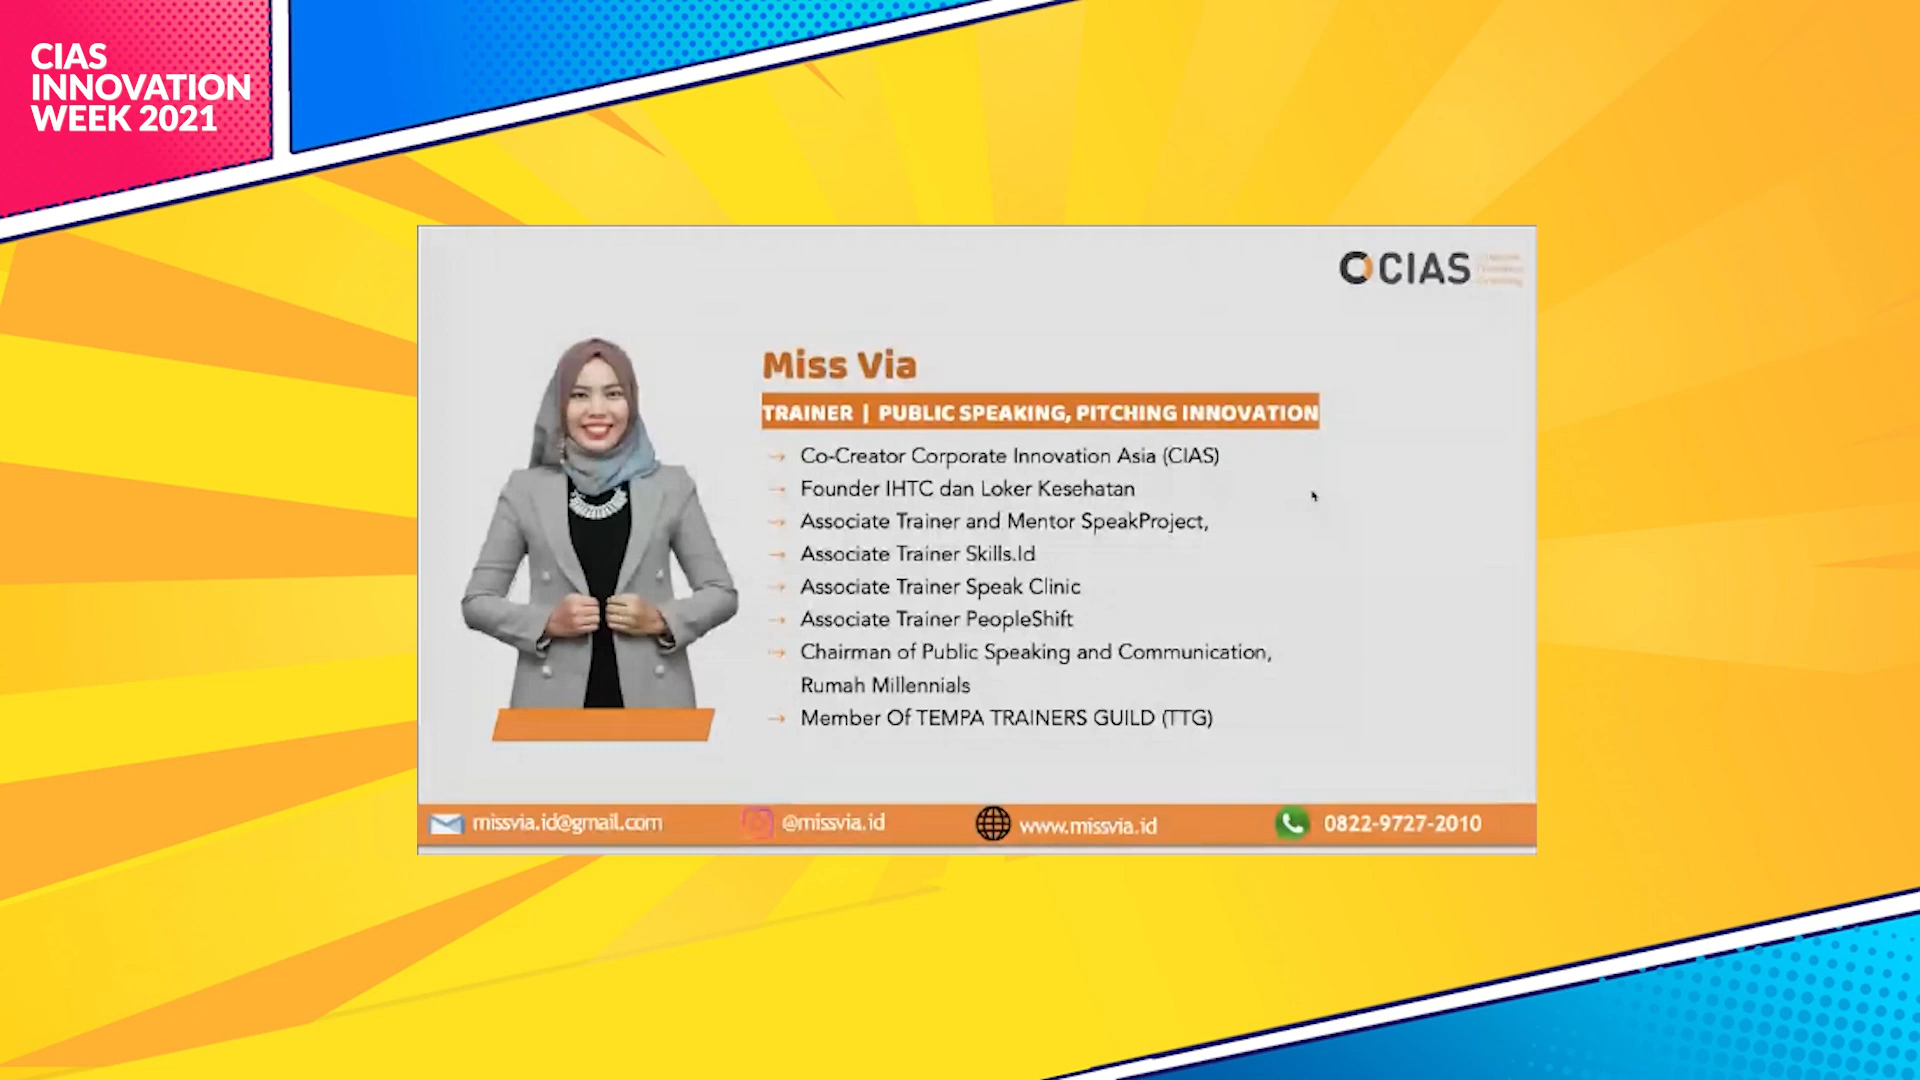 CIAS
INNOVATION
WEEK 2021
CIAS
Miss Via
TRAINER | PUBLIC SPEAKING, PITCHING INNOVATION
→ Co-Creator Corporate Innovation Asia (CIAS)
→ Founder IHTC dan Loker Kesehatan
→ Associate Trainer and Mentor SpeakProject,
→ Associate Trainer Skills.Id
→ Associate Trainer Speak Clinic
→ Associate Trainer PeopleShift
→ Chairman of Public Speaking and Communication,
Rumah Millennials
→ Member Of TEMPA TRAINERS GUILD (TTG)
missvia.id@gmail.com
@missvia.id
www.missvia.id
0822-9727-2010